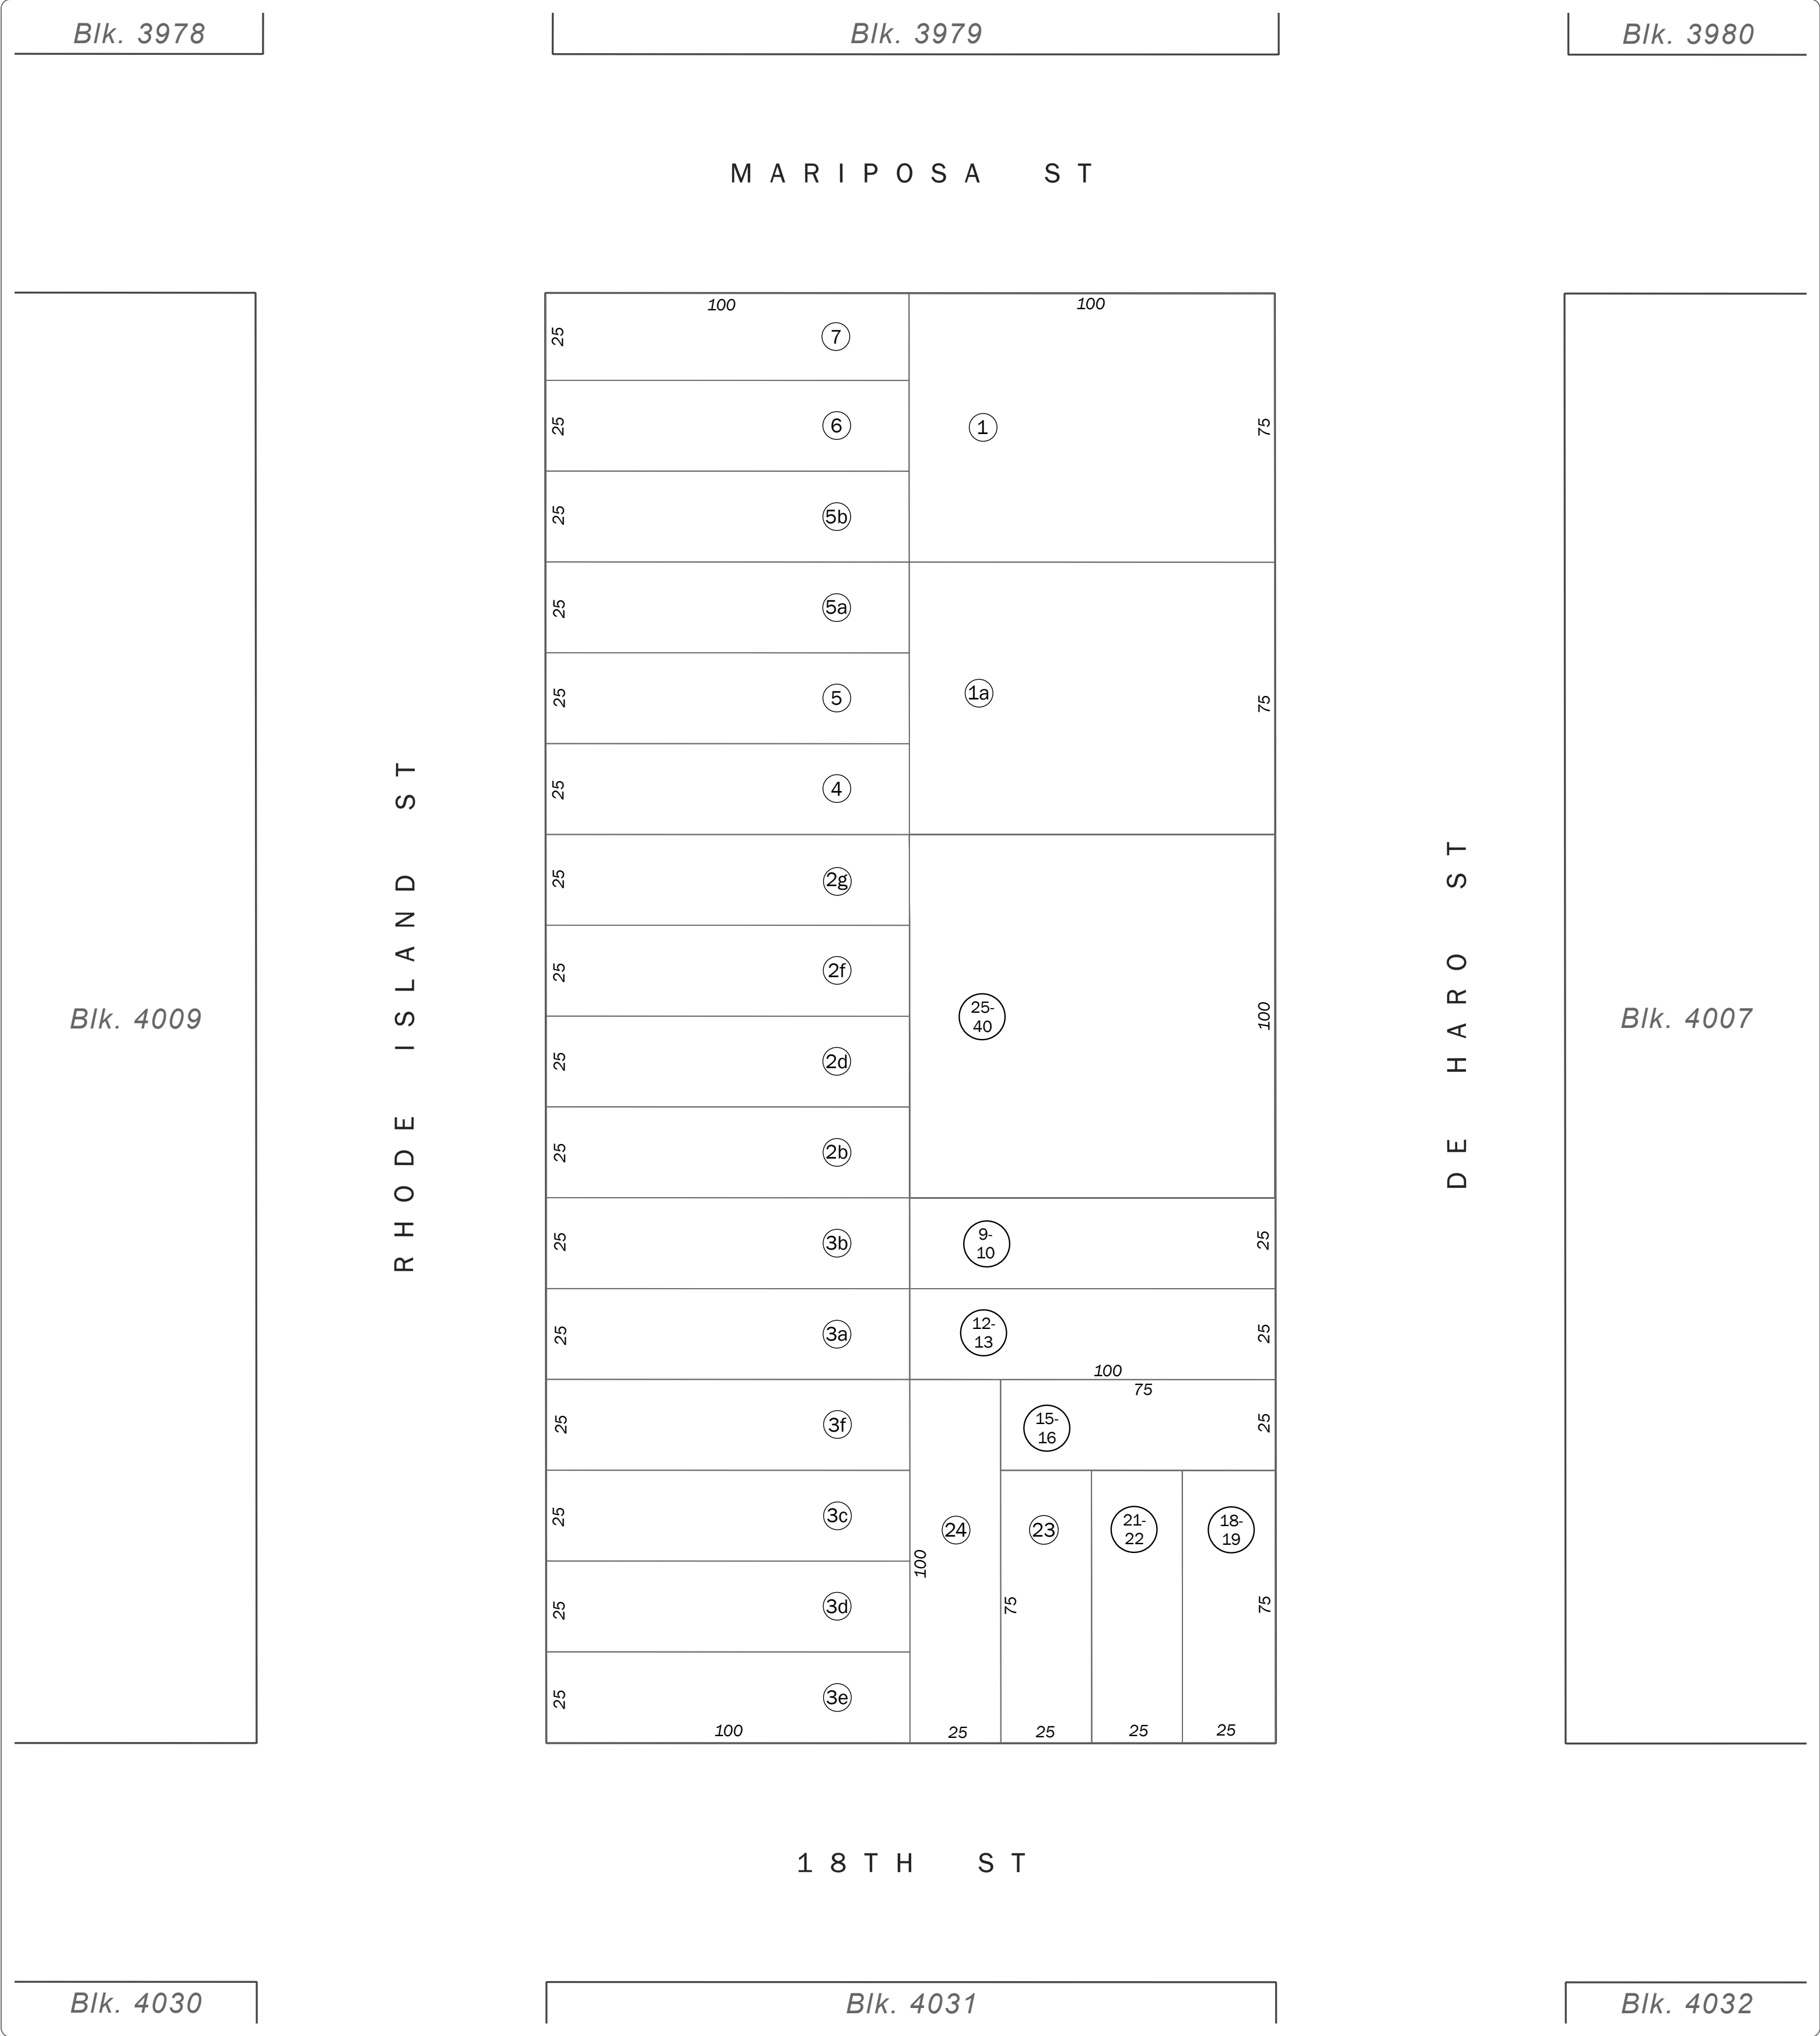 Blk. 3978
Blk. 3979
Blk. 3980
MARIPOSA ST
100
100
25
7
25
6
1
75
25
5b
25
5a
25
5
1a
75
25
4
RHODE ISLAND ST
DE HARO ST
25
2g
25
2f
Blk. 4009
25-
40
100
Blk. 4007
25
2d
25
2b
25
3b
9-
10
25
25
3a
12-
13
25
100
75
25
3f
15-
16
25
25
3c
24
23
21-
22
18-
19
100
25
3d
75
75
25
3e
100
25
25
25
25
18TH ST
Blk. 4030
Blk. 4031
Blk. 4032